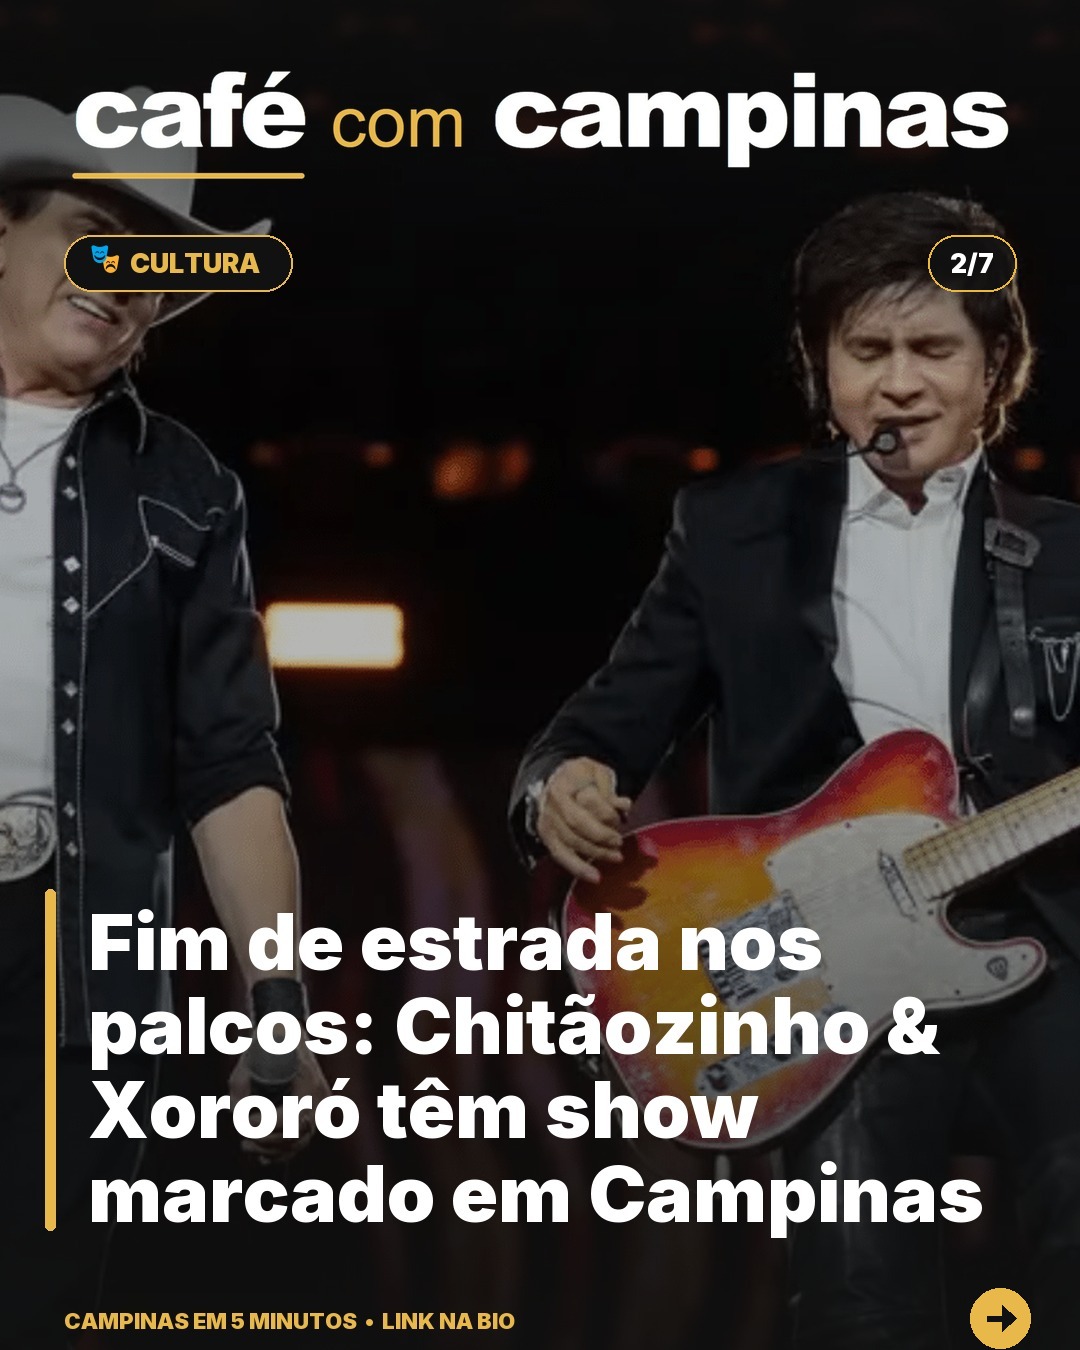 café com campinas
CULTURA
2/7
Fim de estrada nos
palcos: Chitãozinho &
Xororó têm show
marcado em Campinas
CAMPINAS EM 5 MINUTOS • LINK NA BIO